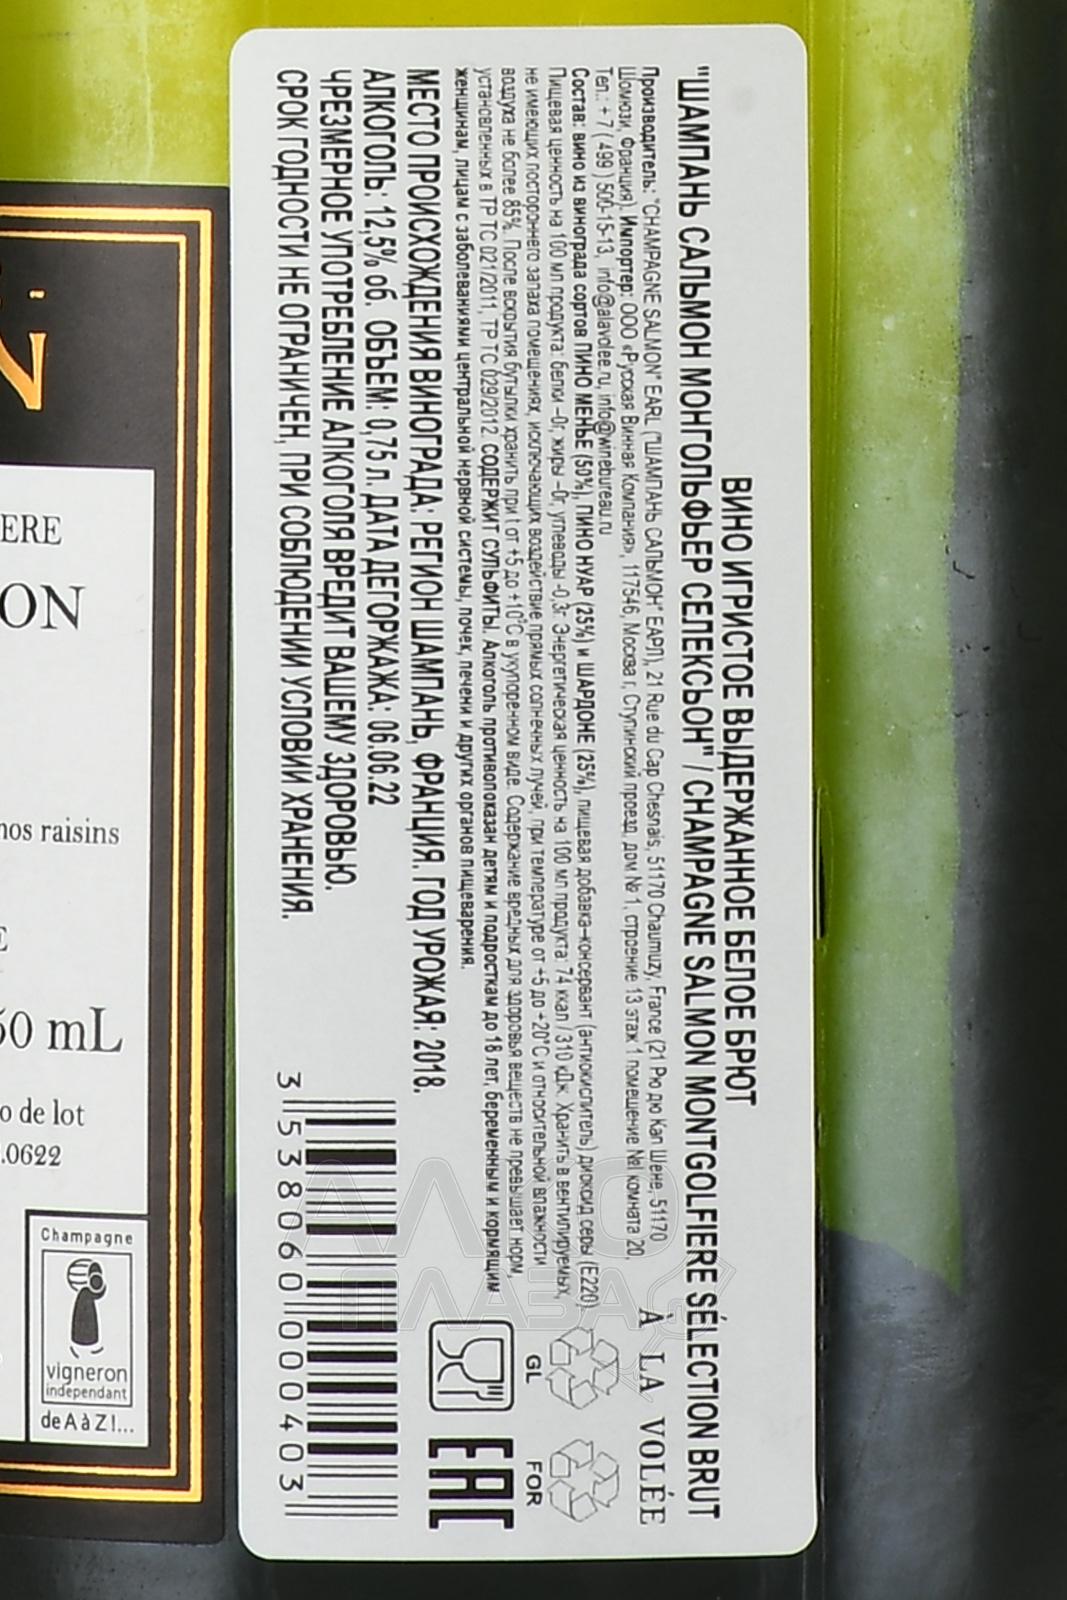 ВИНО ИГРИСТОЕ ВЫДЕРЖАННОЕ БЕЛОЕ БРЮТ
"ШАМПАНЬ САЛЬМОН МОНГОЛЬФЬЕР СЕЛЕКСЬОН" / CHAMPAGNE SALMON MONTGOLFIERE SÉLECTION BRUT
Производитель: "CHAMPAGNE SALMON" EARL ("ШАМПАНЬ САЛЬМОН" ЕАРЛ), 21 Rue du Cap Chesnais, 51170 Chaumuzy, France (21 Рю дю Кап Шене, 51170
Шомюзи, Франция). Импортер: ООО «Русская Винная Компания», 117546, Москва г, Ступинский проезд, дом № 1, строение 13 этаж 1 помещение №I комната 20,
Тел.: + 7 ( 499 ) 500-15-13, info@alavolee.ru, info@winebureau.ru
Состав: вино из винограда сортов ПИНО МЕНЬЕ (50%), ПИНО НУАР (25%) и ШАРДОНЕ (25%), пищевая добавка–консервант (антиокислитель) диоксид серы (Е220).
Пищевая ценность на 100 мл продукта: белки –0г, жиры –0г, углеводы -0,3г. Энергетическая ценность на 100 мл продукта: 74 ккал / 310 кДж. Хранить в вентилируемых,
не имеющих постороннего запаха помещениях, исключающих воздействие прямых солнечных лучей, при температуре от +5 до +20°С и относительной влажности
воздуха не более 85%. После вскрытия бутылки хранить при t от +5 до +10°С в укупоренном виде. Содержание вредных для здоровья веществ не превышает норм,
установленных в ТР ТС 021/2011, ТР ТС 029/2012. СОДЕРЖИТ СУЛЬФИТЫ. Алкоголь противопоказан детям и подросткам до 18 лет, беременным и кормящим
женщинам, лицам с заболеваниями центральной нервной системы, почек, печени и других органов пищеварения.
МЕСТО ПРОИСХОЖДЕНИЯ ВИНОГРАДА: РЕГИОН ШАМПАНЬ, ФРАНЦИЯ. ГОД УРОЖАЯ: 2018.
АЛКОГОЛЬ: 12,5% об. ОБЪЕМ: 0,75 л. ДАТА ДЕГОРЖАЖА: 06.06.22
ЧРЕЗМЕРНОЕ УПОТРЕБЛЕНИЕ АЛКОГОЛЯ ВРЕДИТ ВАШЕМУ ЗДОРОВЬЮ.
СРОК ГОДНОСТИ НЕ ОГРАНИЧЕН, ПРИ СОБЛЮДЕНИИ УСЛОВИЙ ХРАНЕНИЯ.
À LA VOLÉE
GL
FOR
EAC
3 538060 000403
АЛКО
ПЛАЗА
ERE
ON
nos raisins
E
50 mL
o de lot
.0622
Champagne
vigneron
indépendant
de A à Z !...